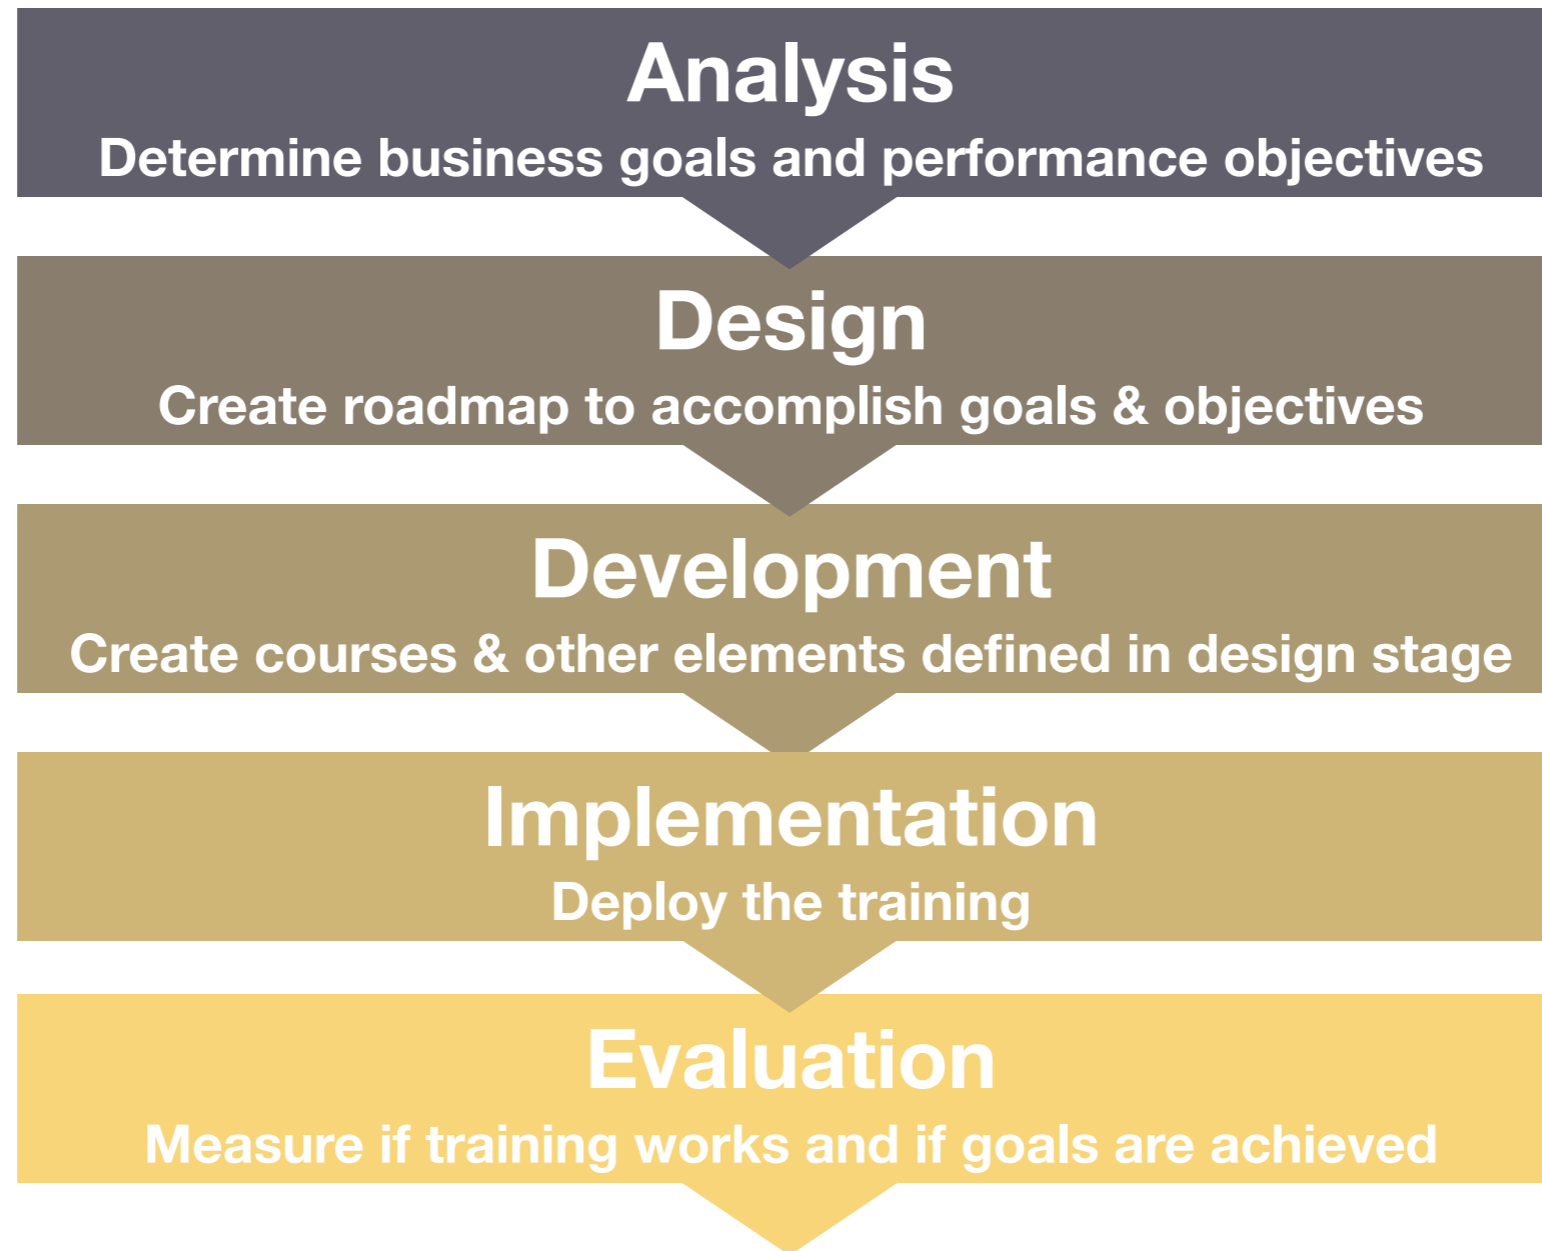 Analysis
Determine business goals and performance objectives
Design
Create roadmap to accomplish goals & objectives
Development
Create courses & other elements defined in design stage
Implementation
Deploy the training
Evaluation
Measure if training works and if goals are achieved